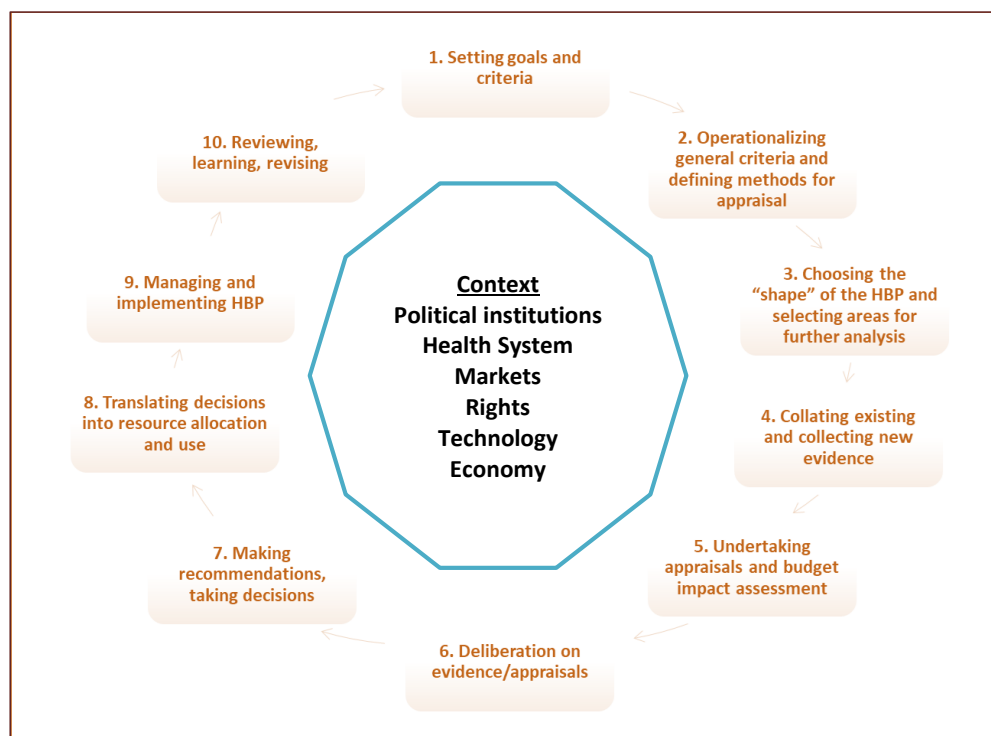 1. Setting goals and
criteria
2. Operationalizing
general criteria and
defining methods for
appraisal
3. Choosing the
“shape” of the HBP and
selecting areas for
further analysis
4. Collating existing
and collecting new
evidence
5. Undertaking
appraisals and budget
impact assessment
6. Deliberation on
evidence/appraisals
7. Making
recommendations,
taking decisions
8. Translating decisions
into resource allocation
and use
9. Managing and
implementing HBP
10. Reviewing,
learning, revising
Context
Political institutions
Health System
Markets
Rights
Technology
Economy